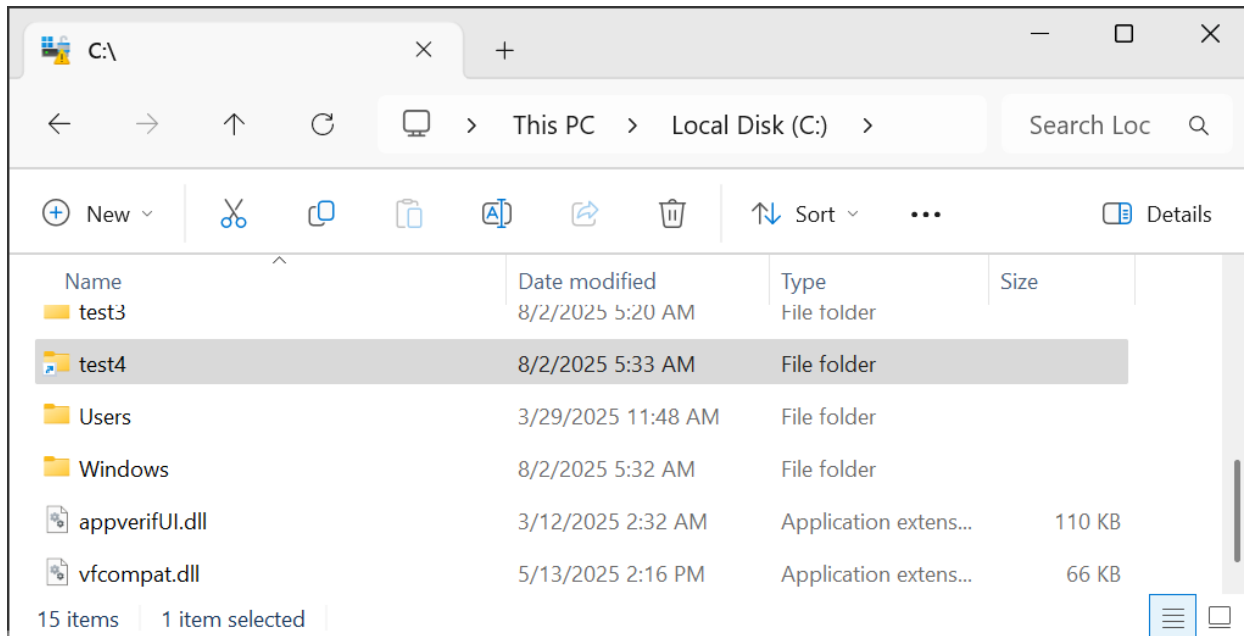 C:\
This PC > Local Disk (C:) > Search Loc
New Sort ... Details
Name Date modified Type Size
test3 8/2/2025 5:20 AM File folder
test4 8/2/2025 5:33 AM File folder
Users 3/29/2025 11:48 AM File folder
Windows 8/2/2025 5:32 AM File folder
appverifUI.dll 3/12/2025 2:32 AM Application extens... 110 KB
vfcompat.dll 5/13/2025 2:16 PM Application extens... 66 KB
15 items 1 item selected